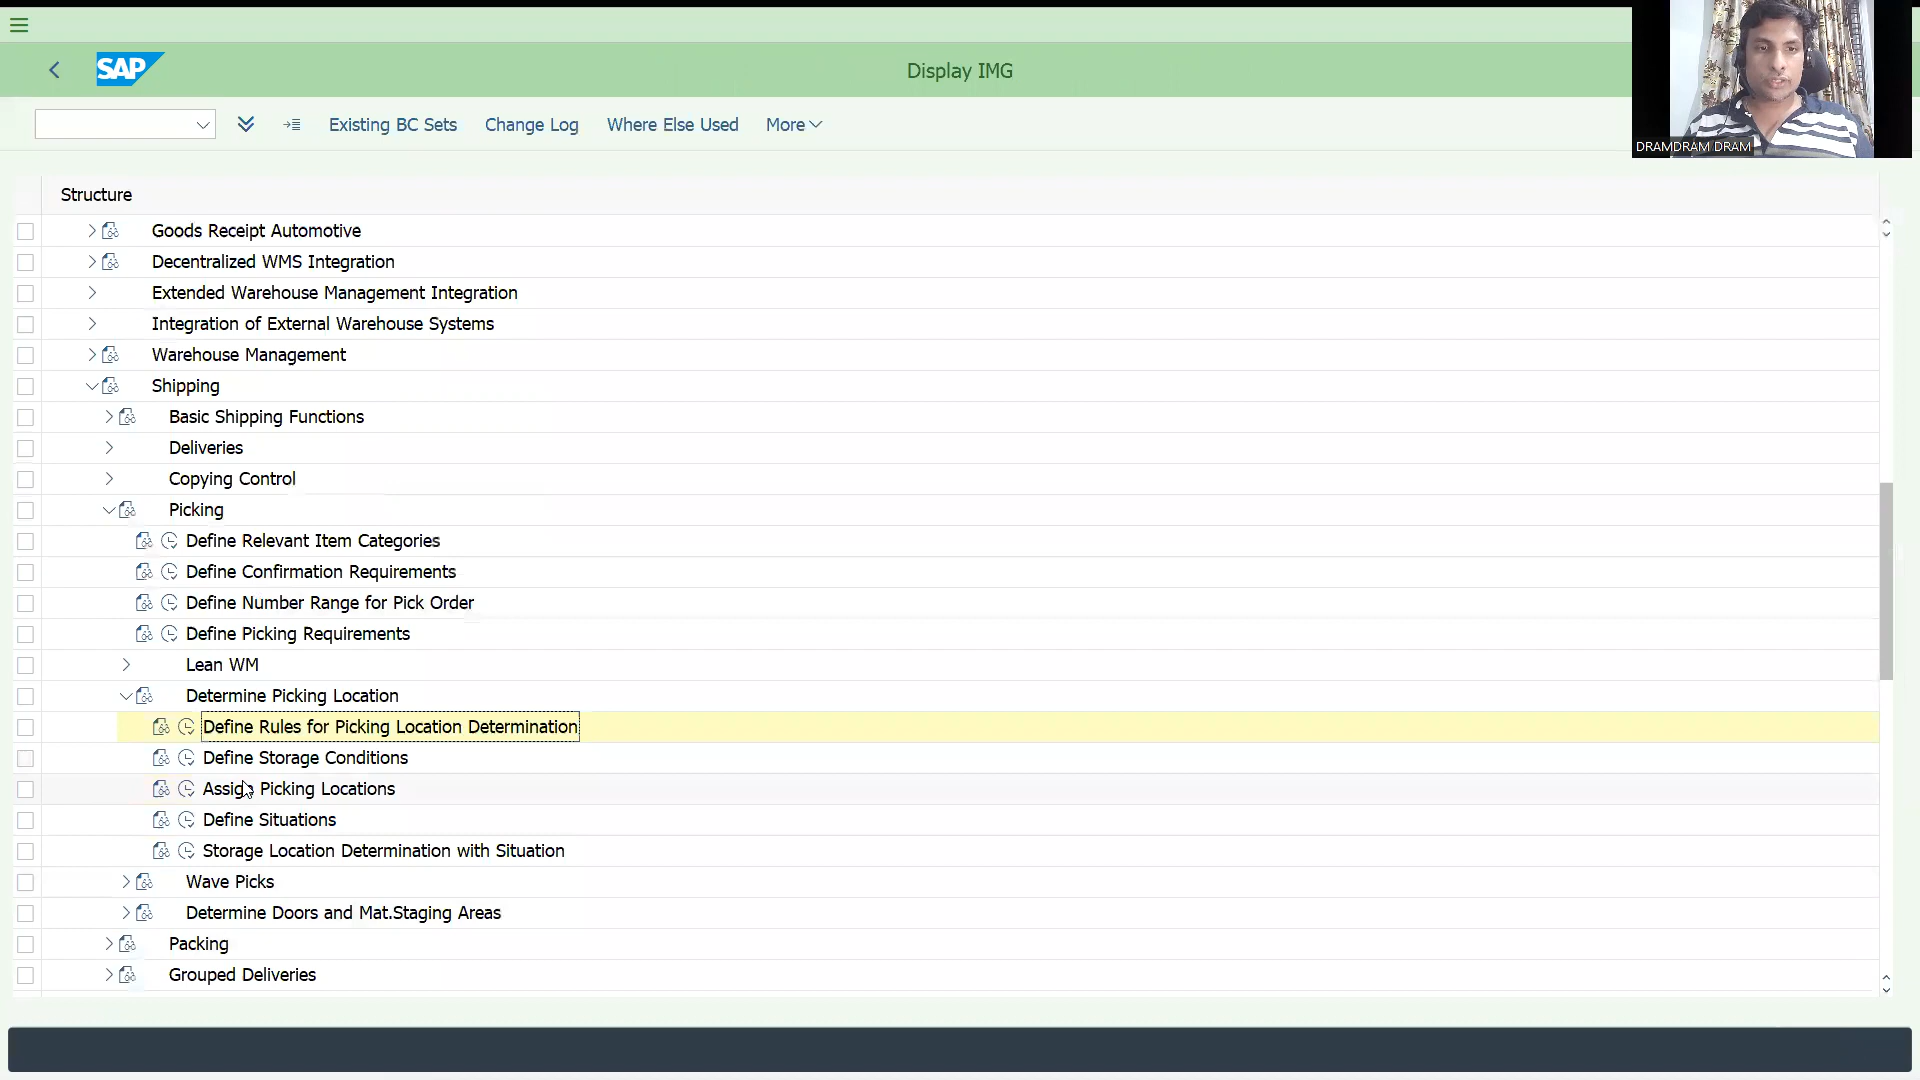 SAP
Display IMG
DRAMDRAM DRAM
Existing BC Sets Change Log Where Else Used More
Structure
Goods Receipt Automotive
Decentralized WMS Integration
Extended Warehouse Management Integration
Integration of External Warehouse Systems
Warehouse Management
Shipping
Basic Shipping Functions
Deliveries
Copying Control
Picking
Define Relevant Item Categories
Define Confirmation Requirements
Define Number Range for Pick Order
Define Picking Requirements
Lean WM
Determine Picking Location
Define Rules for Picking Location Determination
Define Storage Conditions
Assign Picking Locations
Define Situations
Storage Location Determination with Situation
Wave Picks
Determine Doors and Mat.Staging Areas
Packing
Grouped Deliveries